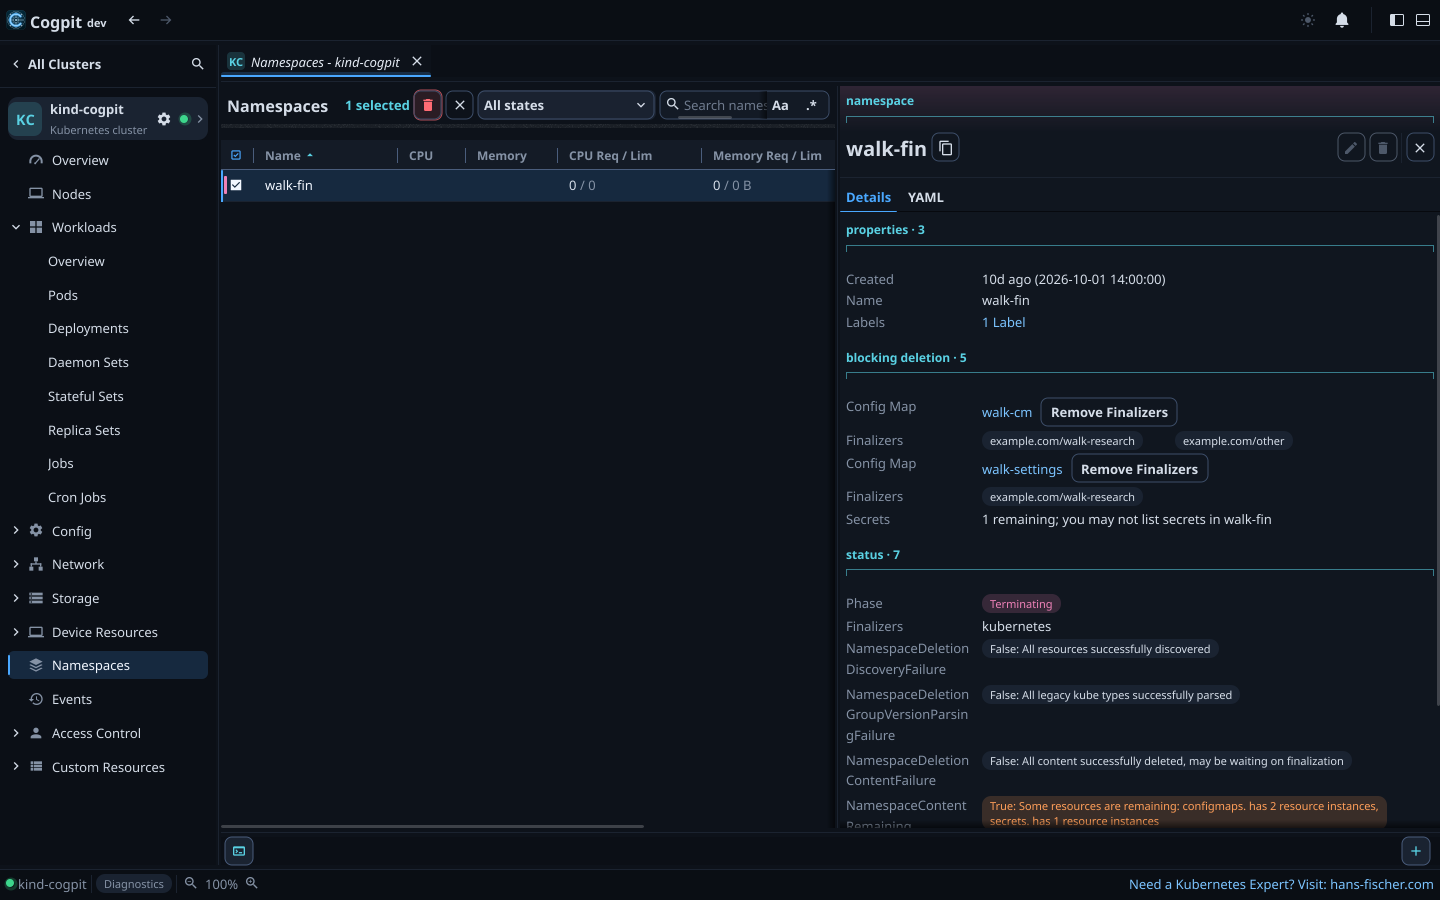 Cogpit dev
All Clusters
KC
kind-cogpit
Kubernetes cluster
Overview
Nodes
Workloads
Overview
Pods
Deployments
Daemon Sets
Stateful Sets
Replica Sets
Jobs
Cron Jobs
Config
Network
Storage
Device Resources
Namespaces
Events
Access Control
Custom Resources
KC Namespaces - kind-cogpit
Namespaces 1 selected All states Search names Aa .*
Name CPU Memory CPU Req / Lim Memory Req / Lim
walk-fin 0 / 0 0 / 0 B
namespace
walk-fin
Details YAML
properties · 3
Created 10d ago (2026-10-01 14:00:00)
Name walk-fin
Labels 1 Label
blocking deletion · 5
Config Map walk-cm Remove Finalizers
Finalizers example.com/walk-research example.com/other
Config Map walk-settings Remove Finalizers
Finalizers example.com/walk-research
Secrets 1 remaining; you may not list secrets in walk-fin
status · 7
Phase Terminating
Finalizers kubernetes
NamespaceDeletion False: All resources successfully discovered
DiscoveryFailure
NamespaceDeletion False: All legacy kube types successfully parsed
GroupVersionParsin
gFailure
NamespaceDeletion False: All content successfully deleted, may be waiting on finalization
ContentFailure
NamespaceContent True: Some resources are remaining: configmaps. has 2 resource instances,
Remaining secrets. has 1 resource instances
kind-cogpit Diagnostics 100% Need a Kubernetes Expert? Visit: hans-fischer.com